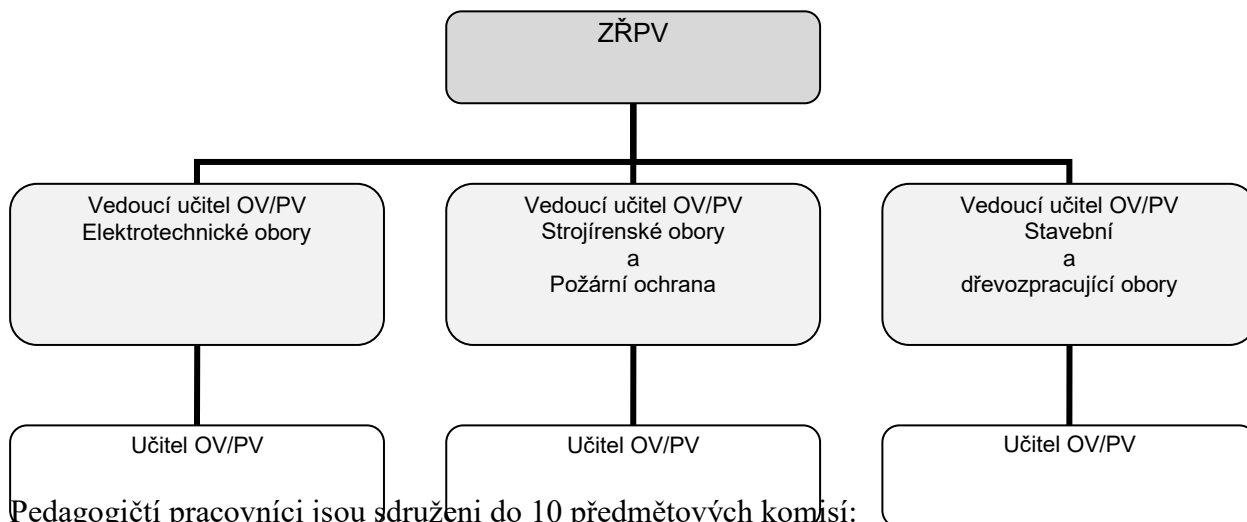 ZŘPV
Vedoucí učitel OV/PV
Elektrotechnické obory
Vedoucí učitel OV/PV
Strojírenské obory
a
Požární ochrana
Vedoucí učitel OV/PV
Stavební
a
dřevozpracující obory
Učitel OV/PV
Učitel OV/PV
Učitel OV/PV
Pedagogičtí pracovníci jsou sdruženi do 10 předmětových komisí: